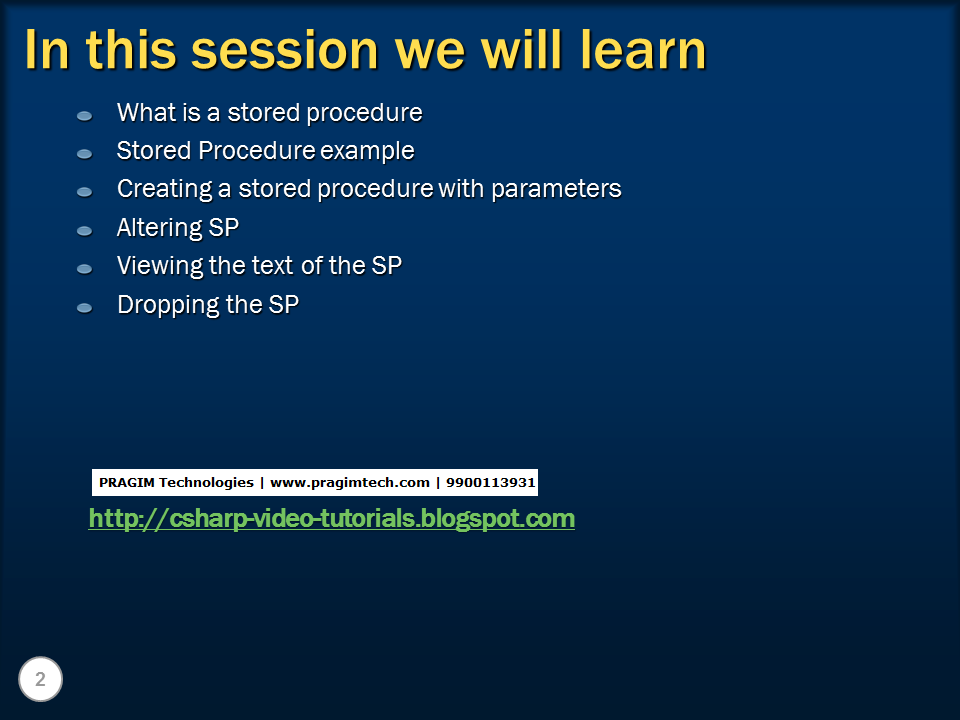 In this session we will learn
What is a stored procedure
Stored Procedure example
Creating a stored procedure with parameters
Altering SP
Viewing the text of the SP
Dropping the SP
PRAGIM Technologies | www.pragimtech.com | 9900113931
http://csharp-video-tutorials.blogspot.com
2